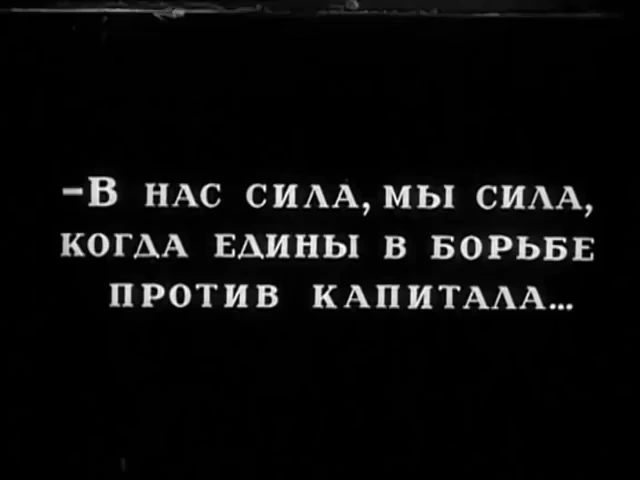 –В НАС СИЛА, МЫ СИЛА,
КОГДА ЕДИНЫ В БОРЬБЕ
ПРОТИВ КАПИТАЛА...